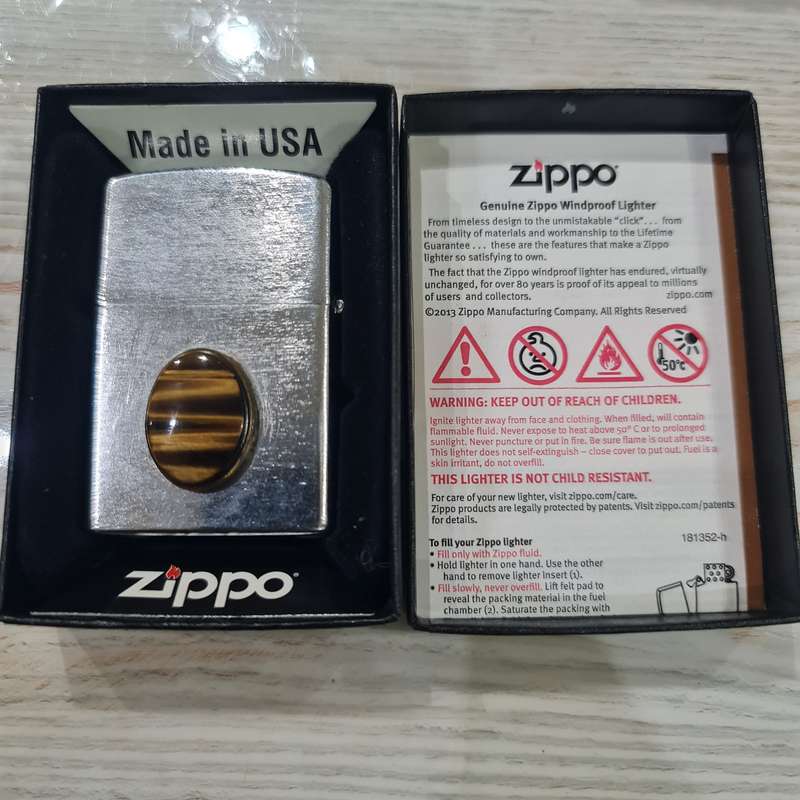 Made in USA
zippo
zippo
Genuine Zippo Windproof Lighter
From timeless design to the unmistakable "click"... from
the quality of materials and workmanship to the Lifetime
Guarantee ... these are the features that make a Zippo
lighter so satisfying to own.
The fact that the Zippo windproof lighter has endured, virtually
unchanged, for over 80 years is proof of its appeal to millions
of users and collectors. zippo.com
©2013 Zippo Manufacturing Company. All Rights Reserved
50°C
WARNING: KEEP OUT OF REACH OF CHILDREN.
Ignite lighter away from face and clothing. When filled, will contain
flammable fluid. Never expose to heat above 50° C or to prolonged
sunlight. Never puncture or put in fire. Be sure flame is out after use.
This lighter does not self-extinguish – close cover to put out. Fuel is a
skin irritant, do not overfill.
THIS LIGHTER IS NOT CHILD RESISTANT.
For care of your new lighter, visit zippo.com/care.
Zippo products are legally protected by patents. Visit zippo.com/patents
for details.
181352-h
To fill your Zippo lighter
• Fill only with Zippo fluid.
• Hold lighter in one hand. Use the other
hand to remove lighter insert (1).
• Fill slowly, never overfill. Lift felt pad to
reveal the packing material in the fuel
chamber (2). Saturate the packing with